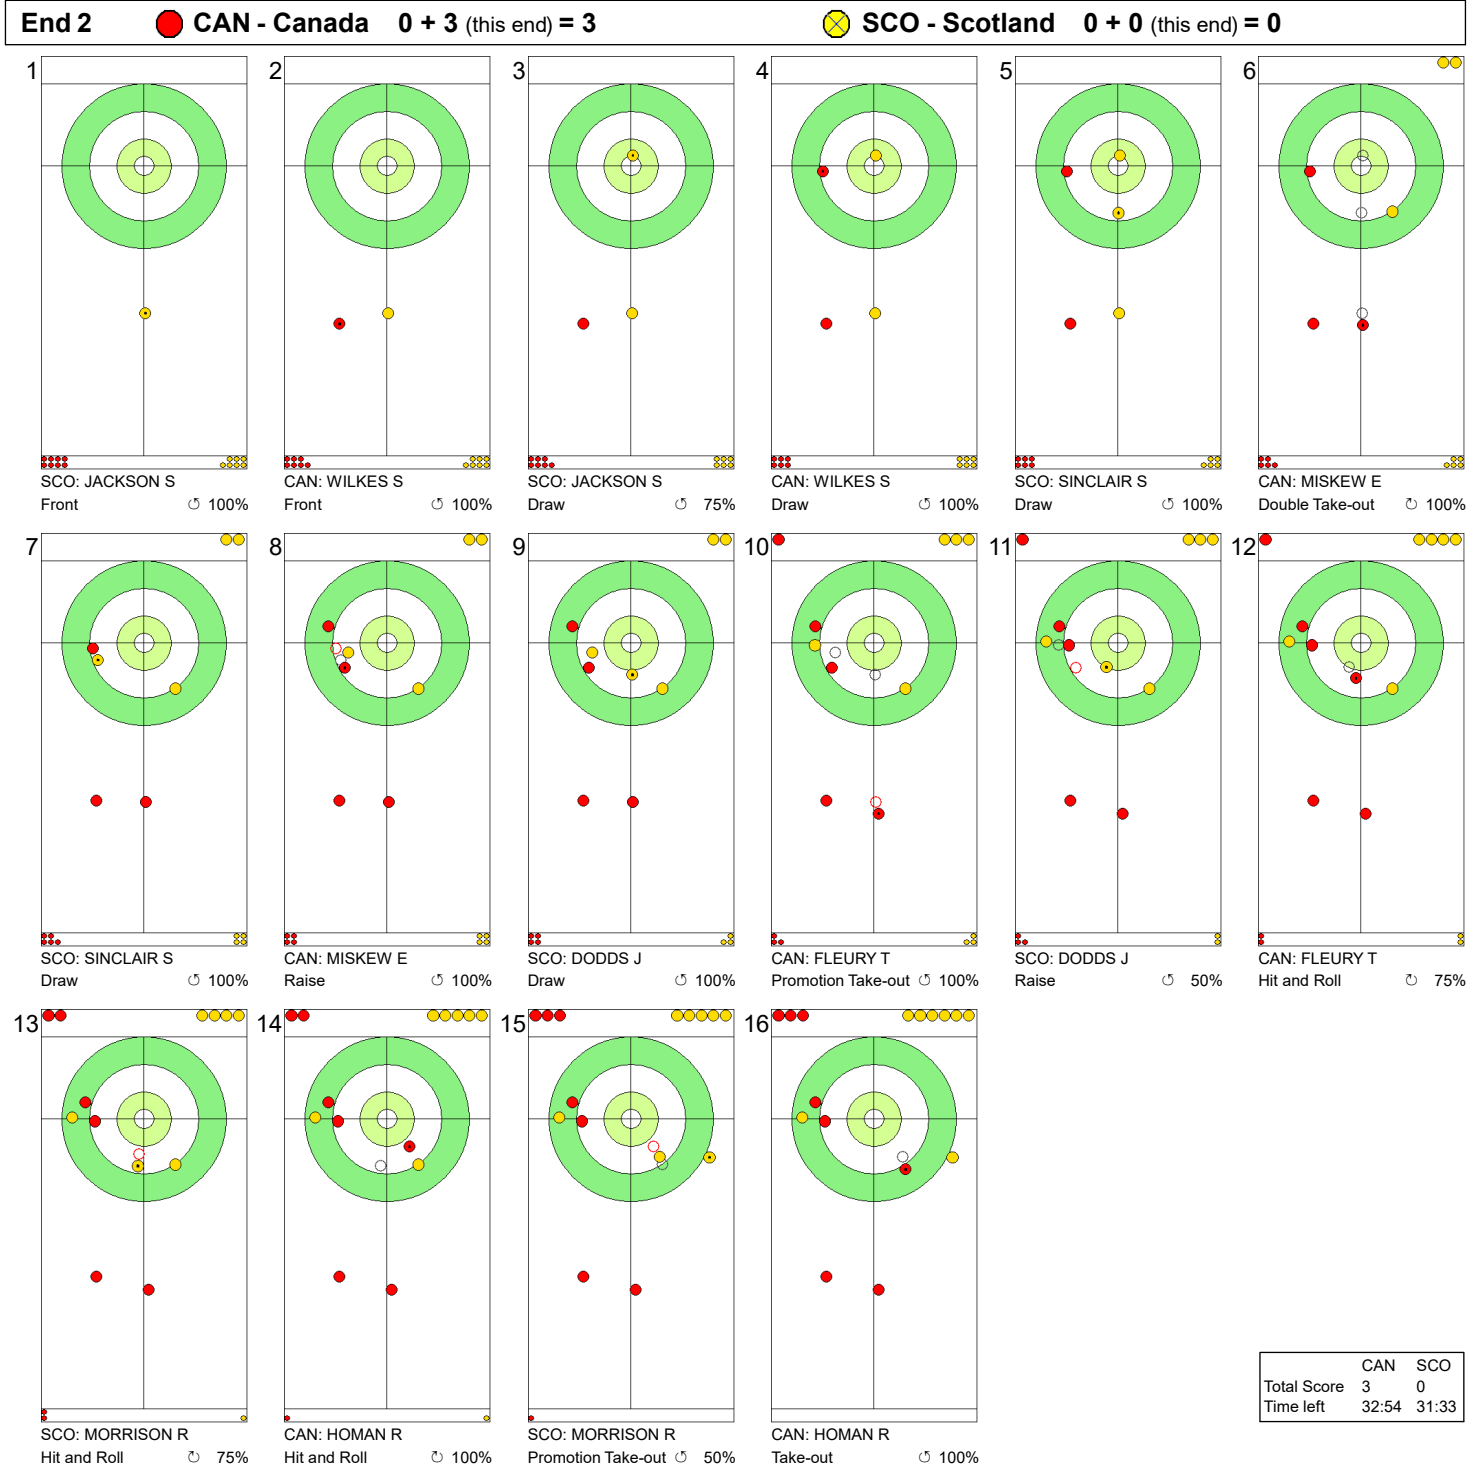 End 2 CAN - Canada 0 + 3 (this end) = 3 SCO - Scotland 0 + 0 (this end) = 0
1 2 3 4 5 6
SCO: JACKSON S CAN: WILKES S SCO: JACKSON S CAN: WILKES S SCO: SINCLAIR S CAN: MISKEW E
Front ↺ 100% Front ↺ 100% Draw ↺ 75% Draw ↺ 100% Draw ↺ 100% Double Take-out ↻ 100%
7 8 9 10 11 12
SCO: SINCLAIR S CAN: MISKEW E SCO: DODDS J CAN: FLEURY T SCO: DODDS J CAN: FLEURY T
Draw ↺ 100% Raise ↺ 100% Draw ↺ 100% Promotion Take-out ↺ 100% Raise ↺ 50% Hit and Roll ↻ 75%
13 14 15 16
SCO: MORRISON R CAN: HOMAN R SCO: MORRISON R CAN: HOMAN R
Hit and Roll ↻ 75% Hit and Roll ↻ 100% Promotion Take-out ↺ 50% Take-out ↺ 100%
CAN SCO
Total Score 3 0
Time left 32:54 31:33